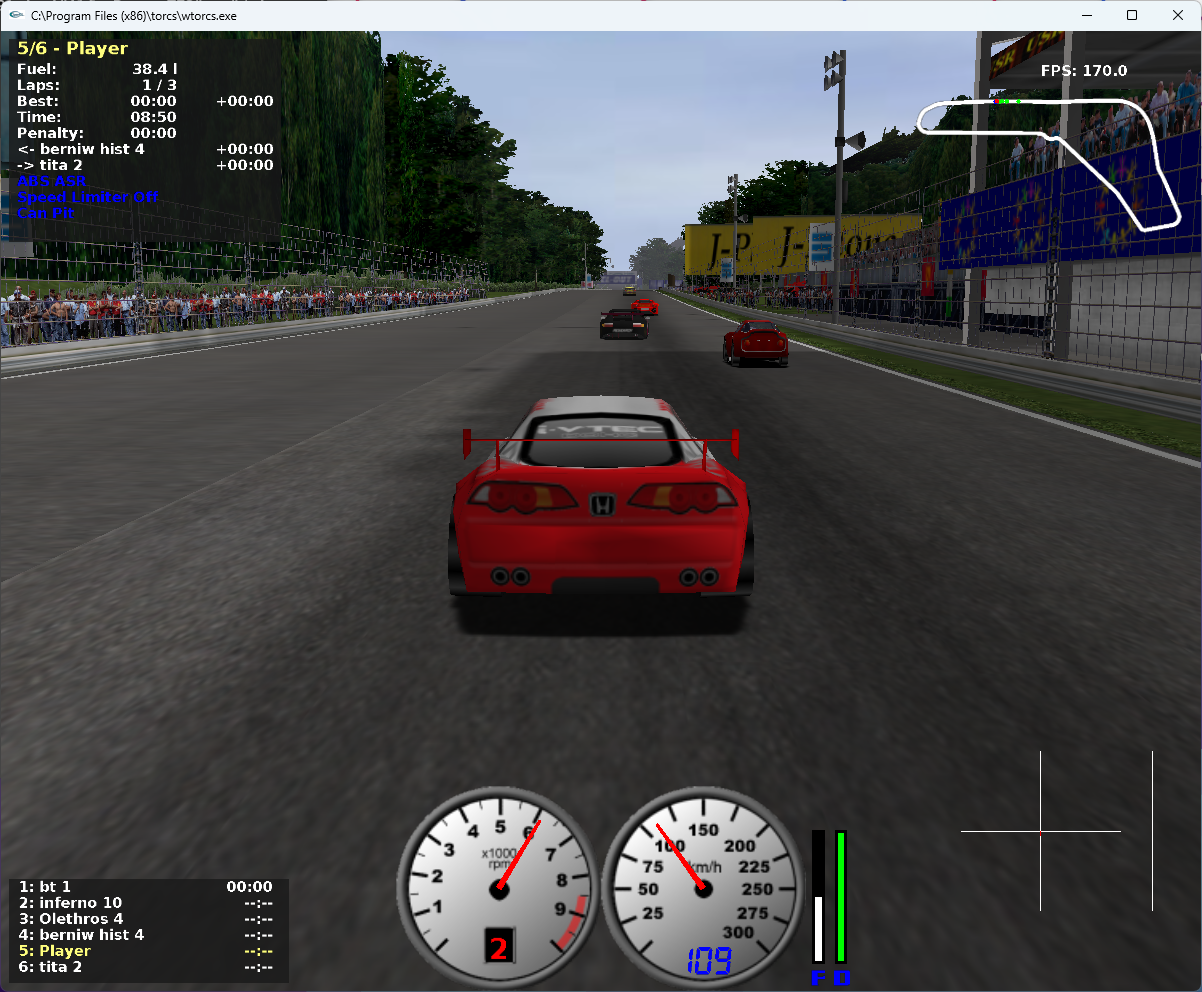 C:\Program Files (x86)\torcs\wtorcs.exe
5/6 - Player
Fuel: 38.4 l
Laps: 1 / 3
Best: 00:00 +00:00
Time: 08:50
Penalty: 00:00
<- berniw hist 4 +00:00
-> tita 2 +00:00
ABS ASR
Speed Limiter Off
Can Pit
FPS: 170.0
J-P J-
i-VTEC
4 5 6
3 7
2 8
1 9
x1000
rpm
2
150
100 200
75 km/h 225
50 250
25 275
300
109
F D
1: bt 1 00:00
2: inferno 10 --:--
3: Olethros 4 --:--
4: berniw hist 4 --:--
5: Player --:--
6: tita 2 --:--